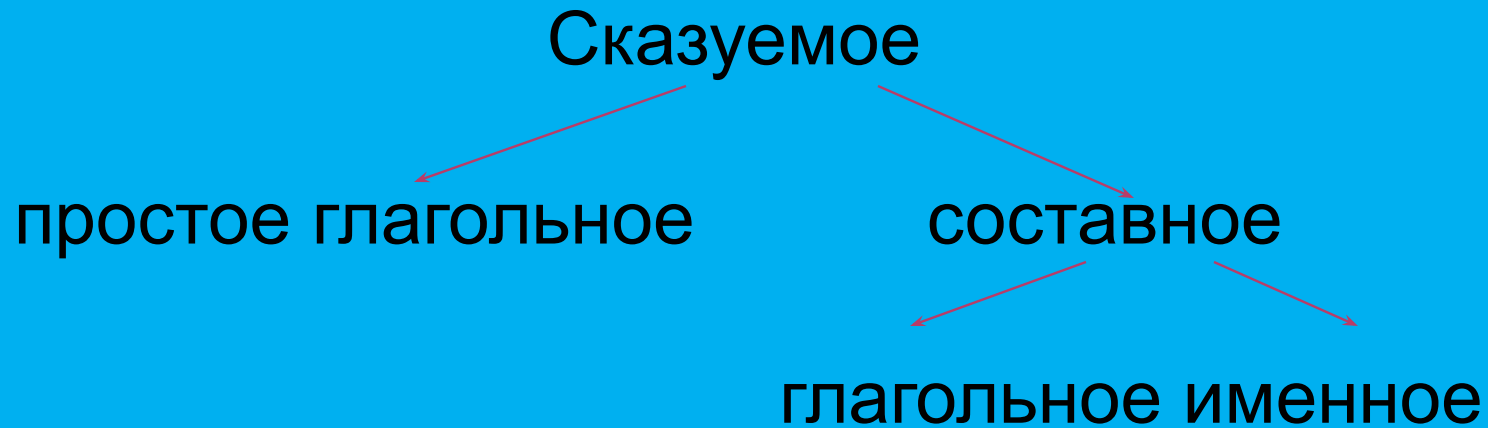 Сказуемое
простое глагольное составное
глагольное именное